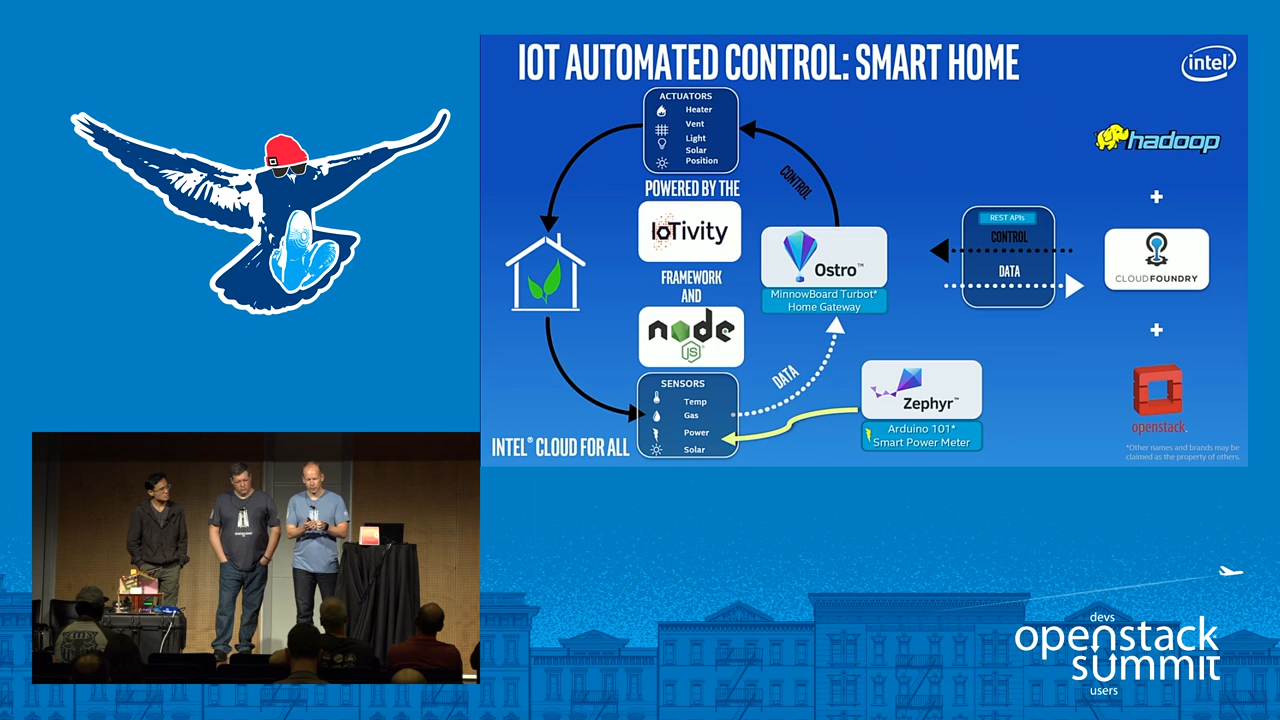 IOT AUTOMATED CONTROL: SMART HOME
intel
ACTUATORS
Heater
Vent
Light
Solar
Position
CONTROL
POWERED BY THE
IoTivity
FRAMEWORK
AND
node
JS
Ostro™
MinnowBoard Turbot*
Home Gateway
REST APIs
CONTROL
DATA
hadoop
+
CLOUDFOUNDRY
+
openstack.
SENSORS
Temp
Gas
Power
Solar
DATA
Zephyr™
Arduino 101*
Smart Power Meter
INTEL® CLOUD FOR ALL
*Other names and brands may be
claimed as the property of others.
devs
openstack
summit
users